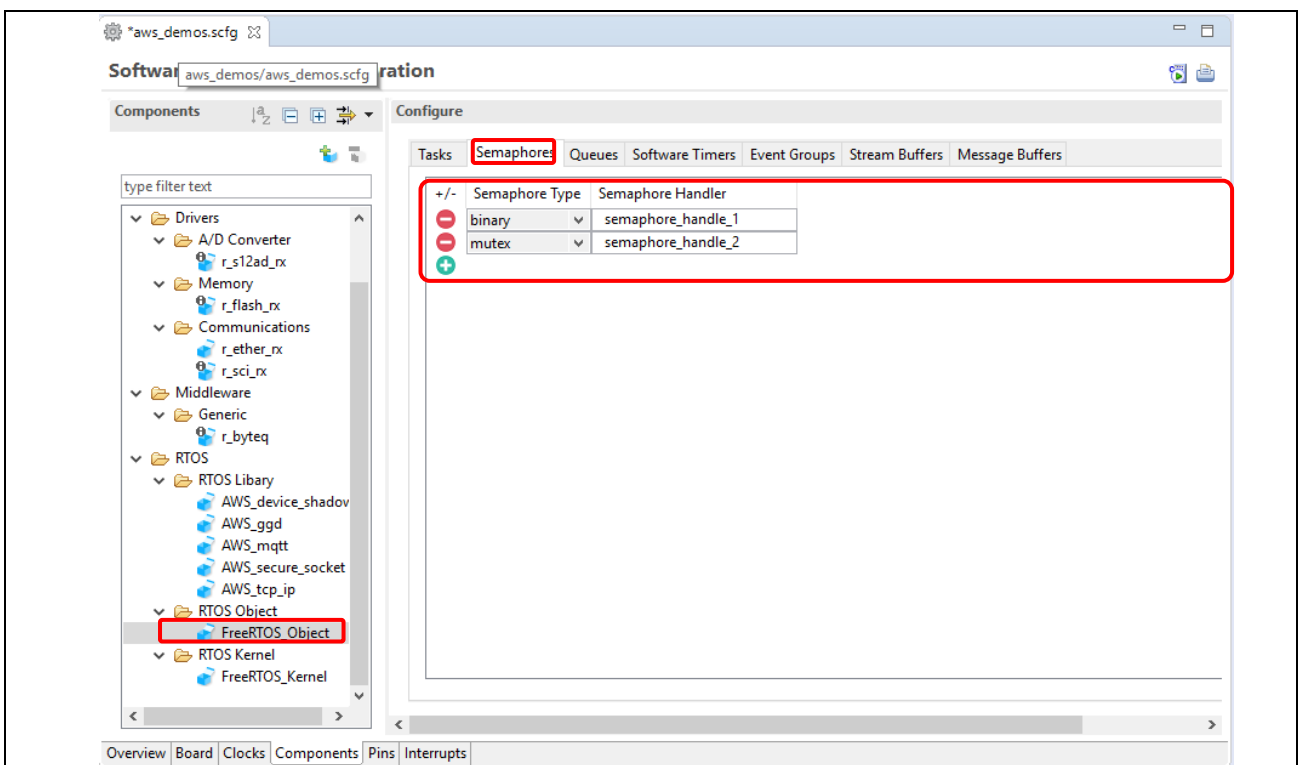 *aws_demos.scfg
Softwar
ration
aws_demos/aws_demos.scfg
Components
Configure
type filter text
Drivers
A/D Converter
r_s12ad_rx
Memory
r_flash_rx
Communications
r_ether_rx
r_sci_rx
Middleware
Generic
r_byteq
RTOS
RTOS Libary
AWS_device_shadov
AWS_ggd
AWS_mqtt
AWS_secure_socket
AWS_tcp_ip
RTOS Object
FreeRTOS_Object
RTOS Kernel
FreeRTOS_Kernel
Tasks Semaphores Queues Software Timers Event Groups Stream Buffers Message Buffers
+/- Semaphore Type Semaphore Handler
binary semaphore_handle_1
mutex semaphore_handle_2
Overview Board Clocks Components Pins Interrupts